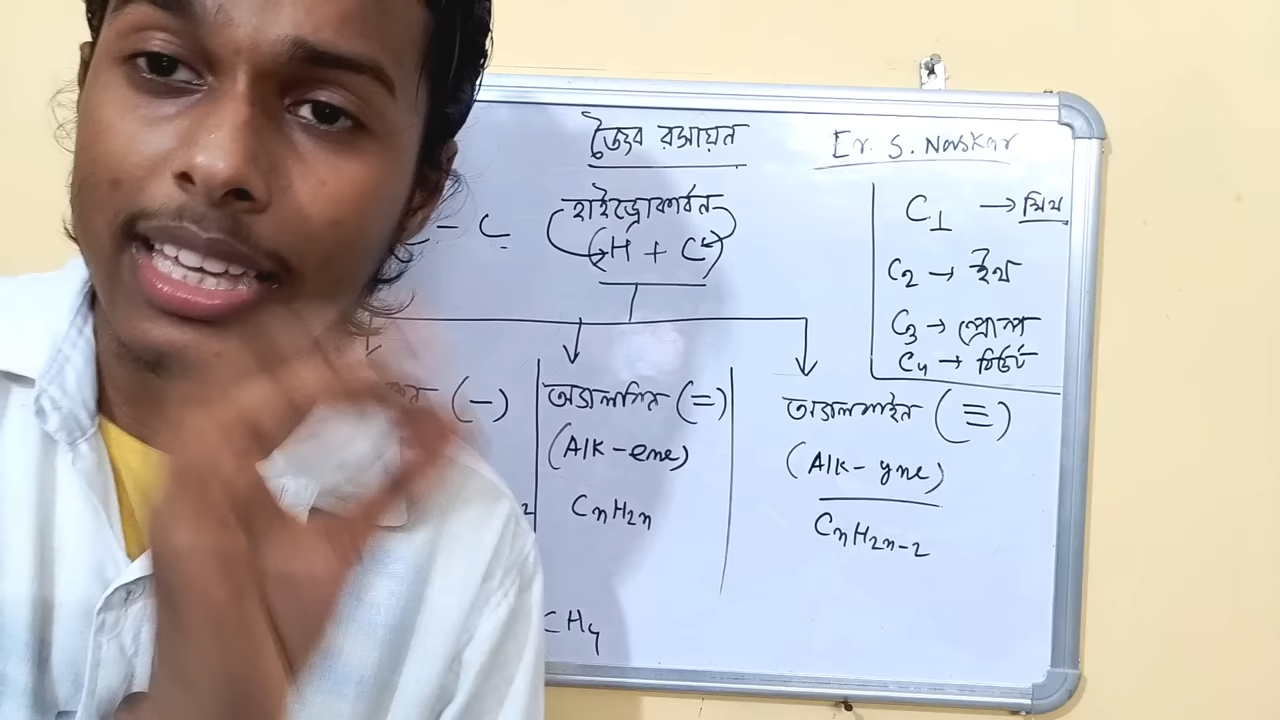 জৈব রসায়ন
Er. S. Naskar
হাইড্রোকার্বন
(H + C)
C - C
C1 → মিথ
C2 → ইথ
C3 → প্রোপ
C4 → বিউট
(-)
অ্যালকিন (=)
(Alk-ene)
CnH2n
অ্যালকাইন (≡)
(Alk-yne)
CnH2n-2
2
CH4